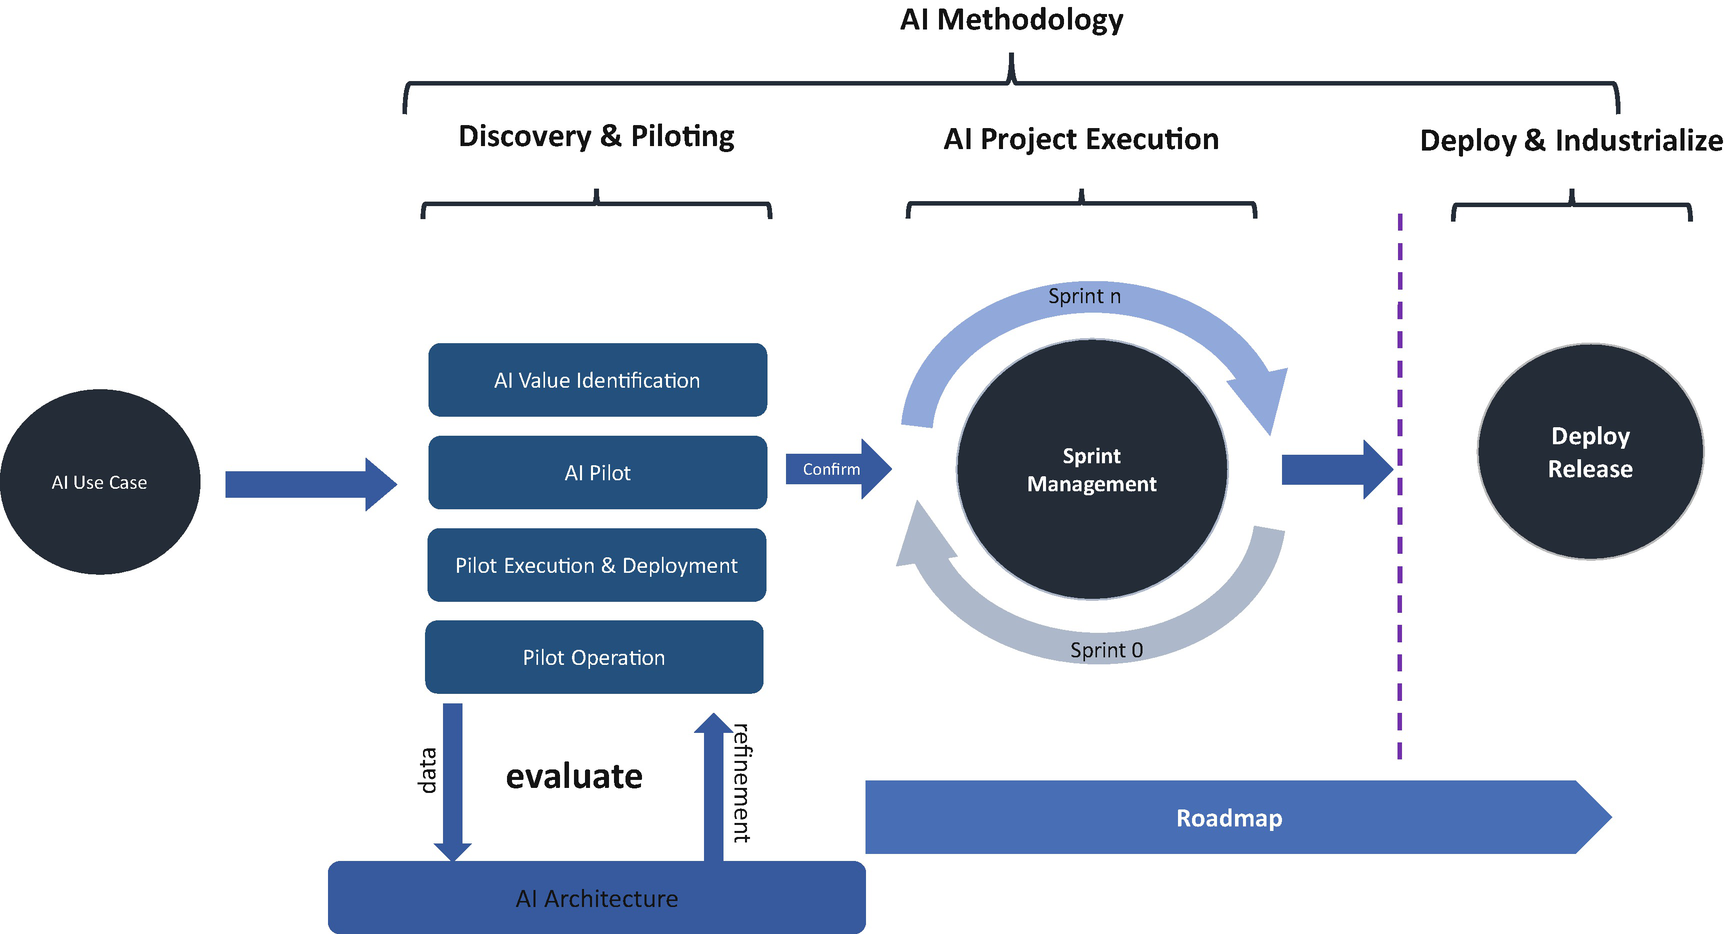 AI Methodology
Discovery & Piloting
AI Project Execution
Deploy & Industrialize
Sprint n
AI Value Identification
AI Use Case
AI Pilot
Confirm
Sprint
Management
Deploy
Release
Pilot Execution & Deployment
Pilot Operation
Sprint 0
data
evaluate
refinement
Roadmap
AI Architecture